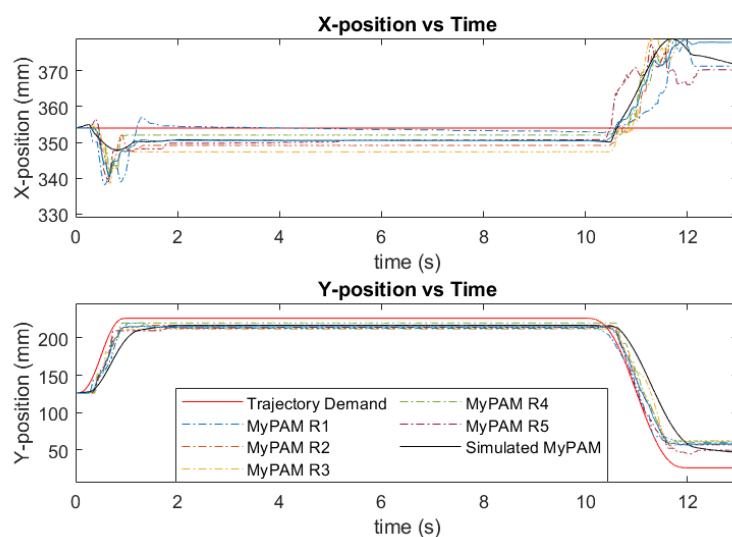 X-position vs Time
X-position (mm)
370
360
350
340
330
0 2 4 6 8 10 12
time (s)
Y-position vs Time
Y-position (mm)
200
150
100
50
Trajectory Demand
MyPAM R1
MyPAM R2
MyPAM R3
MyPAM R4
MyPAM R5
Simulated MyPAM
0 2 4 6 8 10 12
time (s)